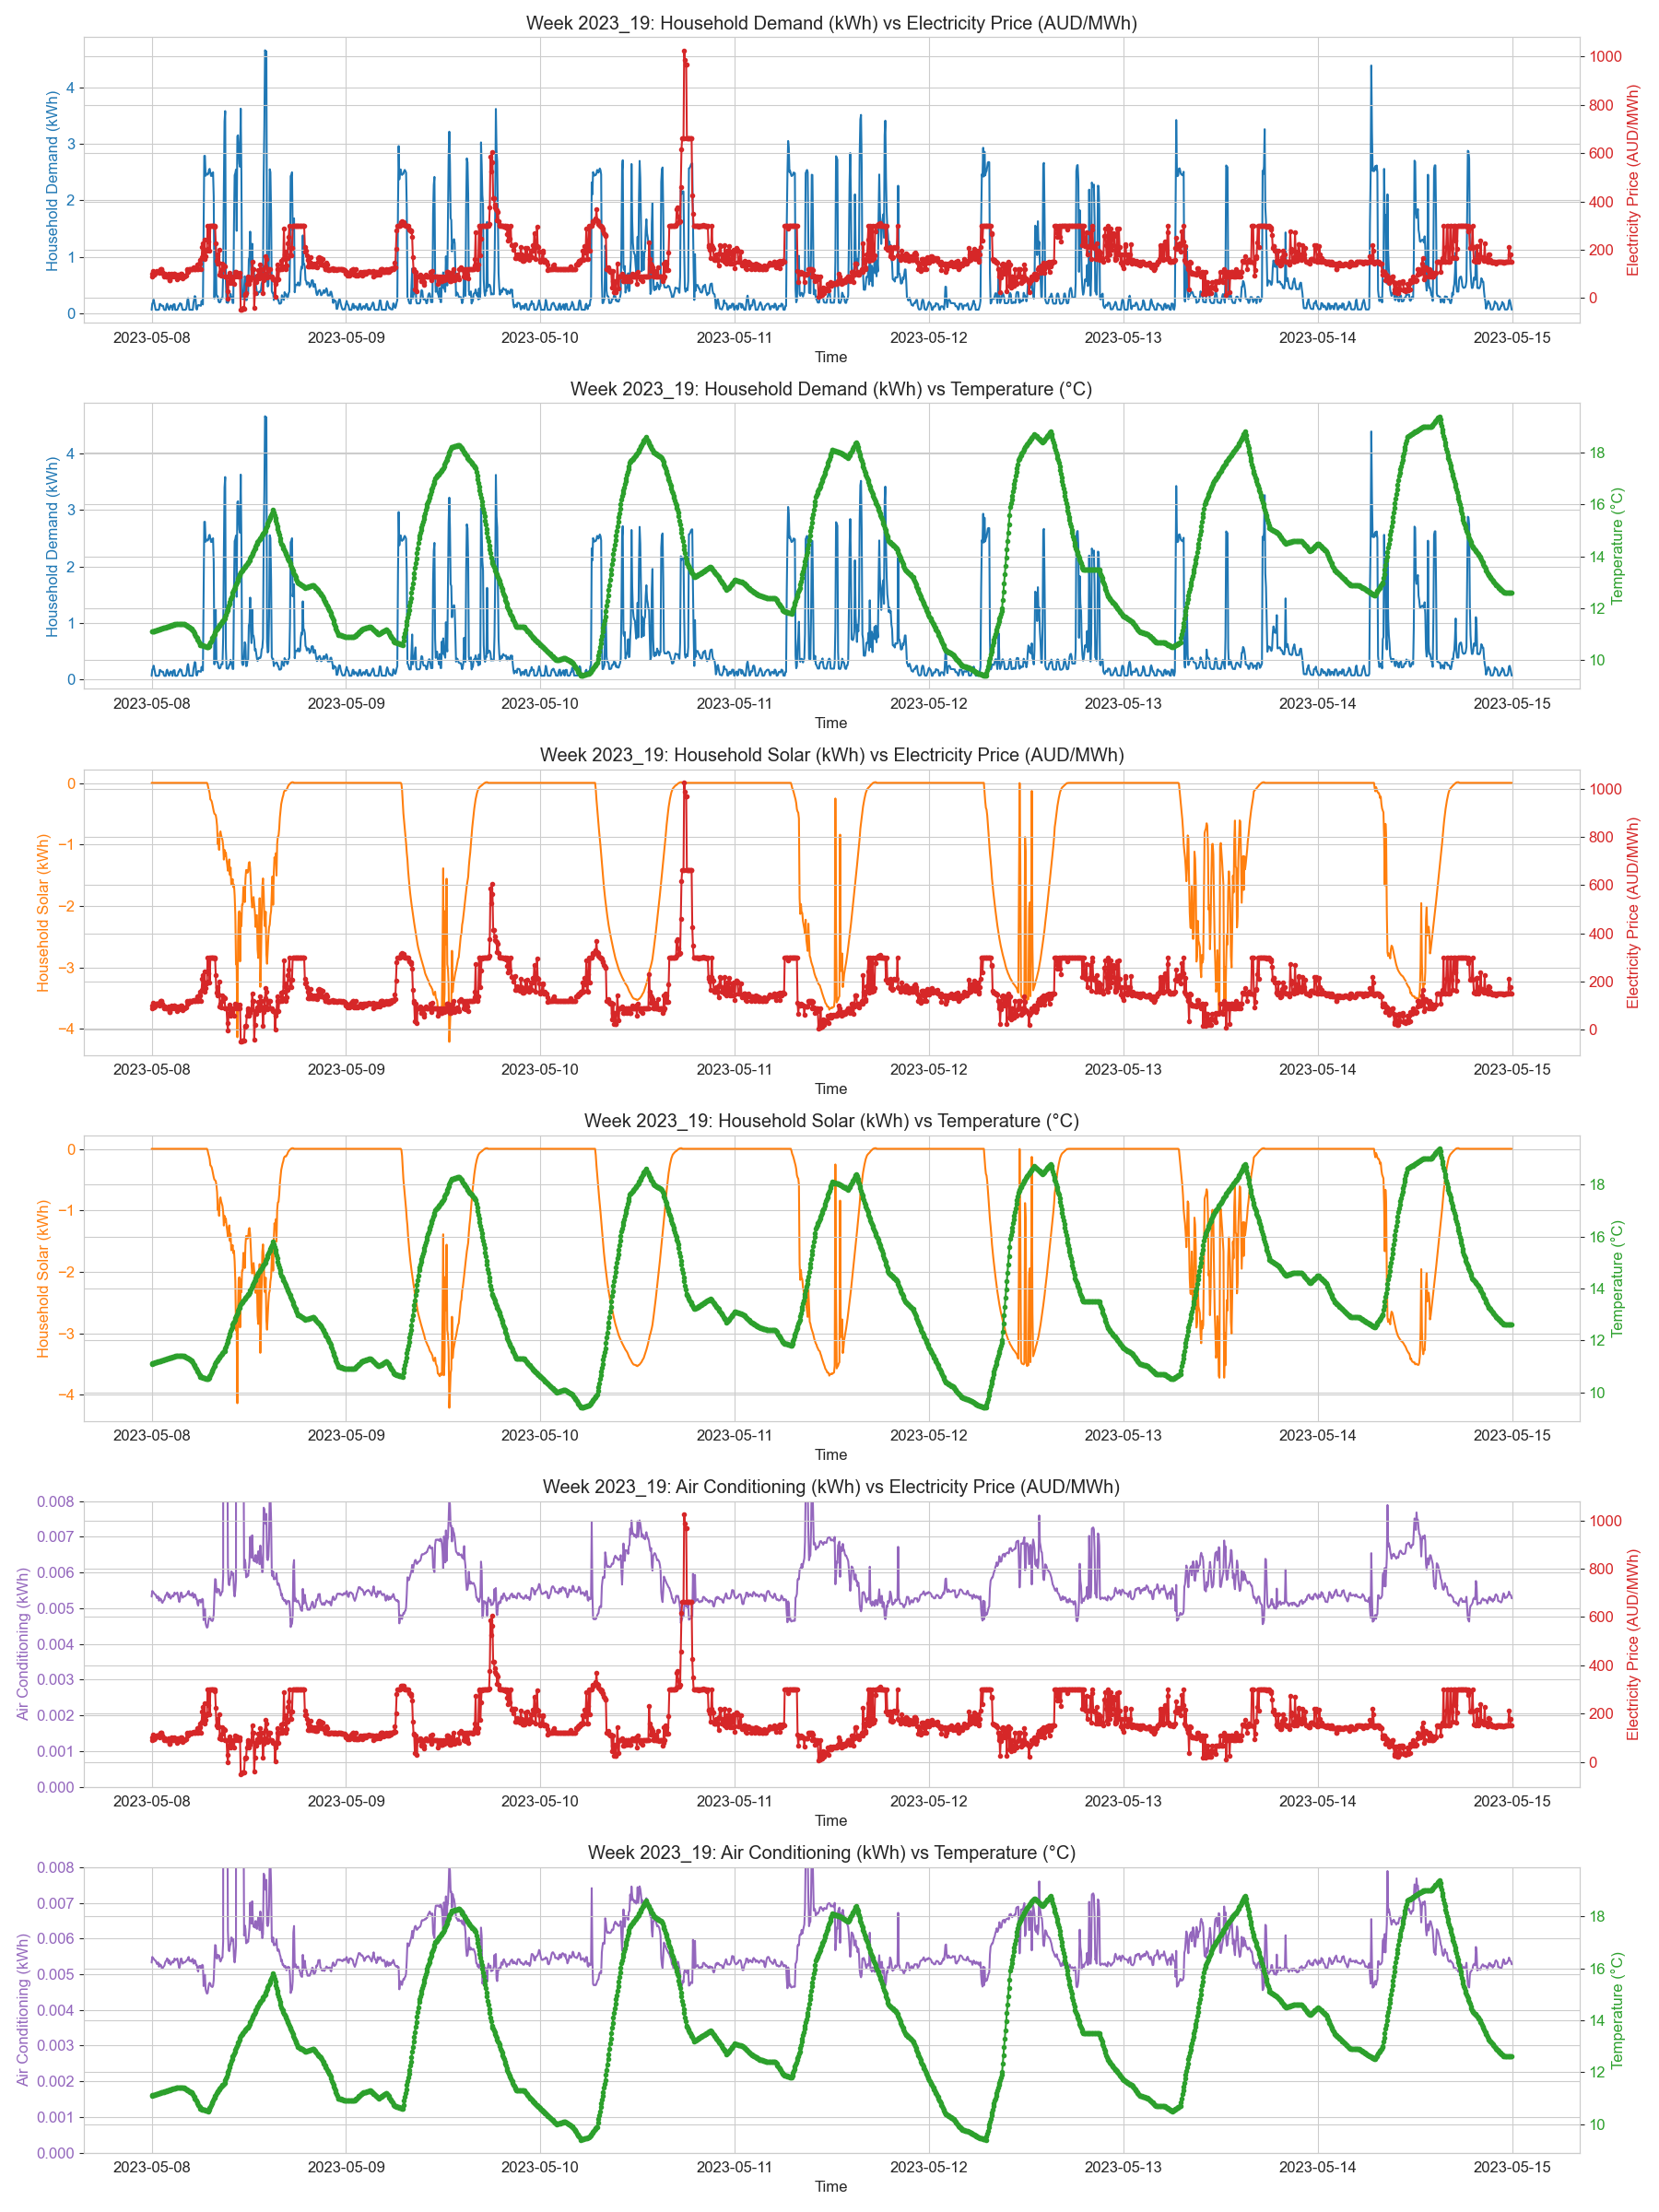 Week 2023_19: Household Demand (kWh) vs Electricity Price (AUD/MWh)
Household Demand (kWh)
4
3
2
1
0
1000
800
600
400
200
0
Electricity Price (AUD/MWh)
2023-05-08 2023-05-09 2023-05-10 2023-05-11 2023-05-12 2023-05-13 2023-05-14 2023-05-15
Time
Week 2023_19: Household Demand (kWh) vs Temperature (°C)
Household Demand (kWh)
4
3
2
1
0
18
16
14
12
10
Temperature (°C)
2023-05-08 2023-05-09 2023-05-10 2023-05-11 2023-05-12 2023-05-13 2023-05-14 2023-05-15
Time
Week 2023_19: Household Solar (kWh) vs Electricity Price (AUD/MWh)
Household Solar (kWh)
0
−1
−2
−3
−4
1000
800
600
400
200
0
Electricity Price (AUD/MWh)
2023-05-08 2023-05-09 2023-05-10 2023-05-11 2023-05-12 2023-05-13 2023-05-14 2023-05-15
Time
Week 2023_19: Household Solar (kWh) vs Temperature (°C)
Household Solar (kWh)
0
−1
−2
−3
−4
18
16
14
12
10
Temperature (°C)
2023-05-08 2023-05-09 2023-05-10 2023-05-11 2023-05-12 2023-05-13 2023-05-14 2023-05-15
Time
Week 2023_19: Air Conditioning (kWh) vs Electricity Price (AUD/MWh)
Air Conditioning (kWh)
0.008
0.007
0.006
0.005
0.004
0.003
0.002
0.001
0.000
1000
800
600
400
200
0
Electricity Price (AUD/MWh)
2023-05-08 2023-05-09 2023-05-10 2023-05-11 2023-05-12 2023-05-13 2023-05-14 2023-05-15
Time
Week 2023_19: Air Conditioning (kWh) vs Temperature (°C)
Air Conditioning (kWh)
0.008
0.007
0.006
0.005
0.004
0.003
0.002
0.001
0.000
18
16
14
12
10
Temperature (°C)
2023-05-08 2023-05-09 2023-05-10 2023-05-11 2023-05-12 2023-05-13 2023-05-14 2023-05-15
Time